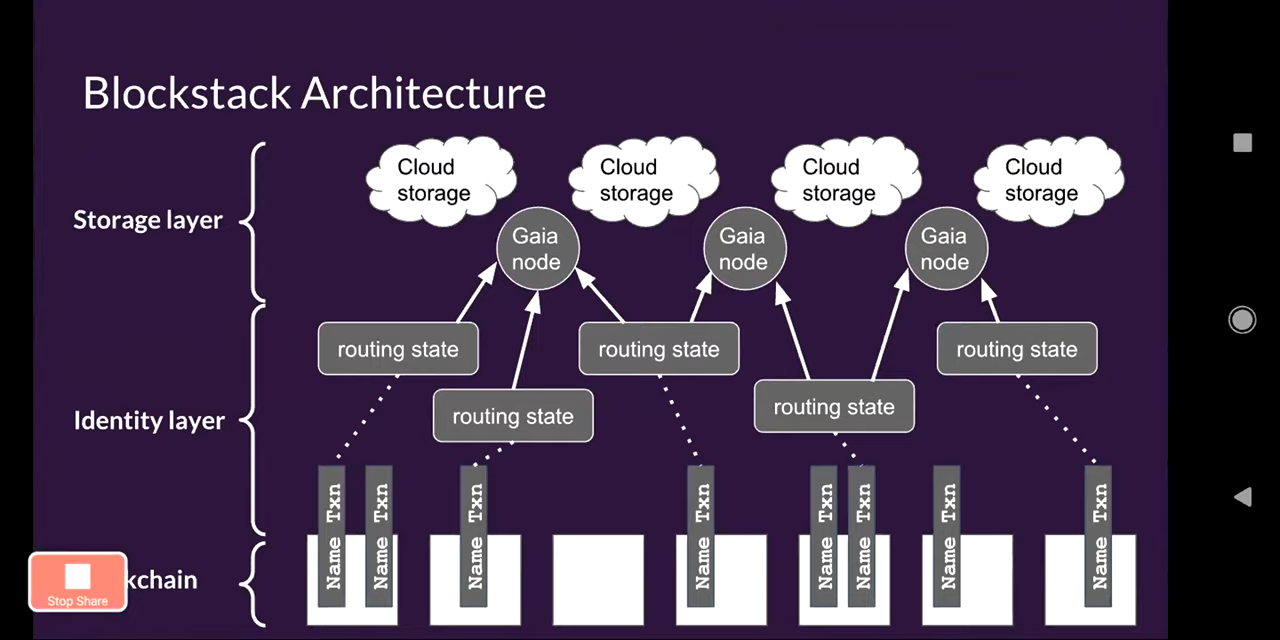 Blockstack Architecture
Cloud
storage
Cloud
storage
Cloud
storage
Cloud
storage
Storage layer
Gaia
node
Gaia
node
Gaia
node
routing state
routing state
routing state
routing state
routing state
Identity layer
Name Txn
Name Txn
Name Txn
Name Txn
Name Txn
Name Txn
Name Txn
Name Txn
kchain
Stop Share